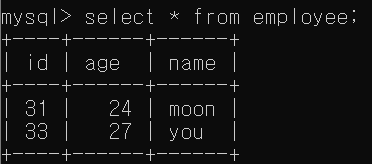 mysql> select * from employee;
+----+------+------+
| id | age  | name |
+----+------+------+
| 31 |   24 | moon |
| 33 |   27 | you  |
+----+------+------+